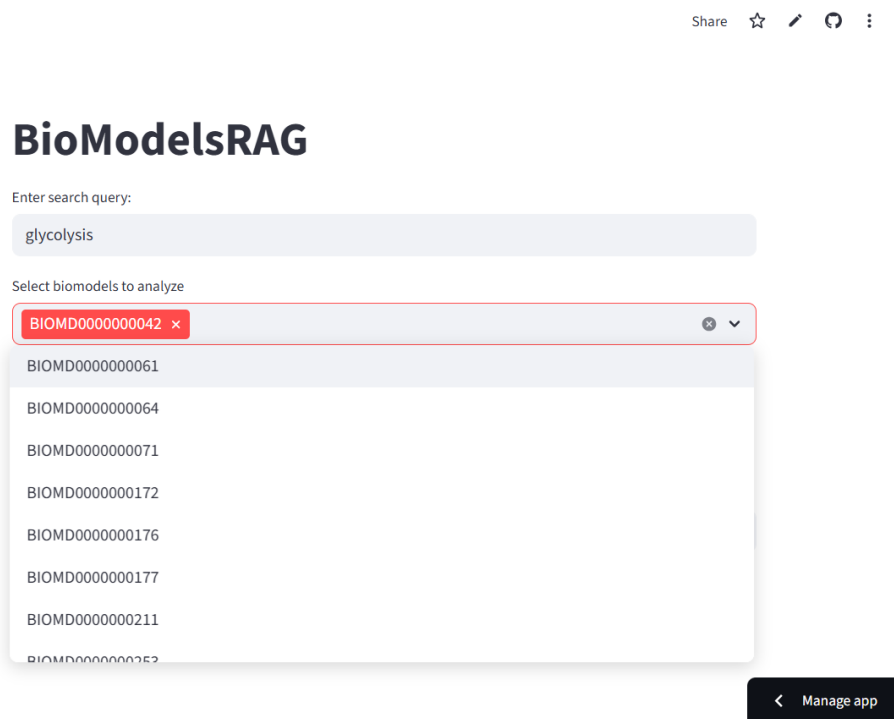 Share
BioModelsRAG
Enter search query:
glycolysis
Select biomodels to analyze
BIOMD0000000042 ×
BIOMD0000000061
BIOMD0000000064
BIOMD0000000071
BIOMD0000000172
BIOMD0000000176
BIOMD0000000177
BIOMD0000000211
BIOMD0000000253
Manage app